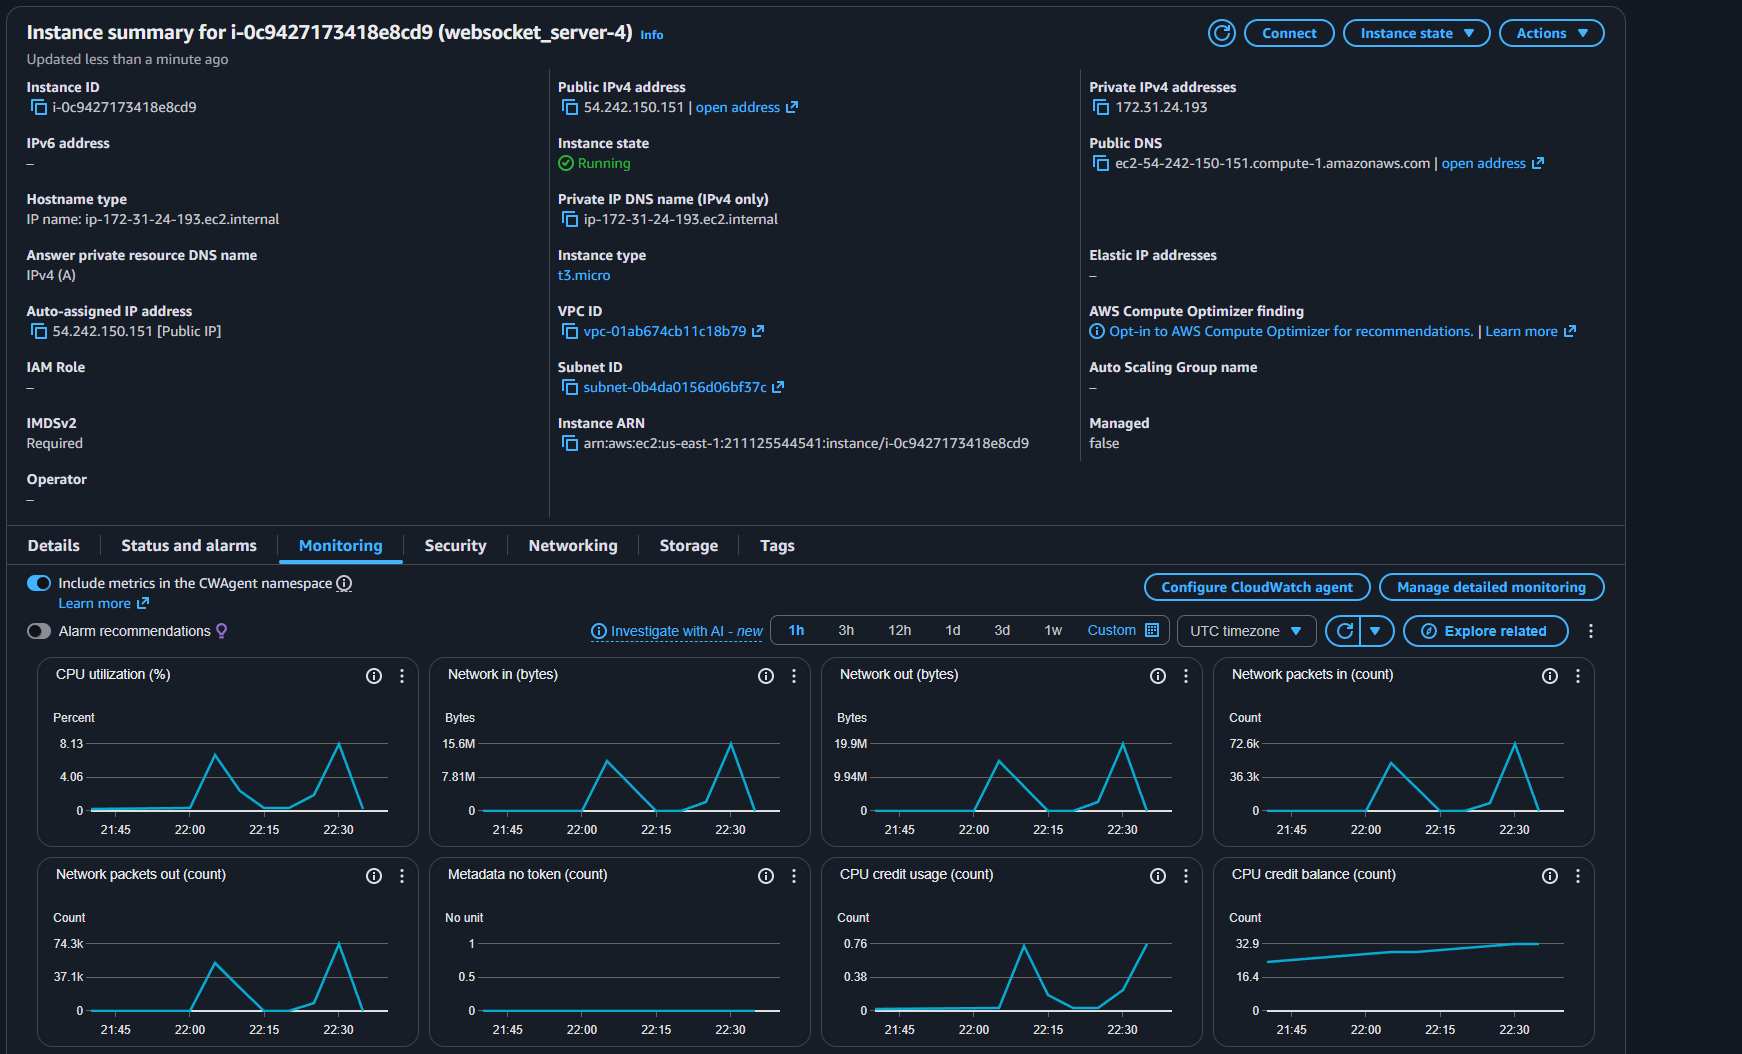 Instance summary for i-0c9427173418e8cd9 (websocket_server-4) Info
Updated less than a minute ago
Connect
Instance state
Actions
Instance ID
i-0c9427173418e8cd9
Public IPv4 address
54.242.150.151 | open address
Private IPv4 addresses
172.31.24.193
IPv6 address
–
Instance state
Running
Public DNS
ec2-54-242-150-151.compute-1.amazonaws.com | open address
Hostname type
IP name: ip-172-31-24-193.ec2.internal
Private IP DNS name (IPv4 only)
ip-172-31-24-193.ec2.internal
Answer private resource DNS name
IPv4 (A)
Instance type
t3.micro
Elastic IP addresses
–
Auto-assigned IP address
54.242.150.151 [Public IP]
VPC ID
vpc-01ab674cb11c18b79
AWS Compute Optimizer finding
Opt-in to AWS Compute Optimizer for recommendations. | Learn more
IAM Role
–
Subnet ID
subnet-0b4da0156d06bf37c
Auto Scaling Group name
–
IMDSv2
Required
Instance ARN
arn:aws:ec2:us-east-1:211125544541:instance/i-0c9427173418e8cd9
Managed
false
Operator
–
Details
Status and alarms
Monitoring
Security
Networking
Storage
Tags
Include metrics in the CWAgent namespace
Learn more
Configure CloudWatch agent
Manage detailed monitoring
Alarm recommendations
Investigate with AI - new
1h
3h
12h
1d
3d
1w
Custom
UTC timezone
Explore related
CPU utilization (%)
Percent
8.13
4.06
0
21:45 22:00 22:15 22:30
Network in (bytes)
Bytes
15.6M
7.81M
0
21:45 22:00 22:15 22:30
Network out (bytes)
Bytes
19.9M
9.94M
0
21:45 22:00 22:15 22:30
Network packets in (count)
Count
72.6k
36.3k
0
21:45 22:00 22:15 22:30
Network packets out (count)
Count
74.3k
37.1k
0
21:45 22:00 22:15 22:30
Metadata no token (count)
No unit
1
0.5
0
21:45 22:00 22:15 22:30
CPU credit usage (count)
Count
0.76
0.38
0
21:45 22:00 22:15 22:30
CPU credit balance (count)
Count
32.9
16.4
0
21:45 22:00 22:15 22:30